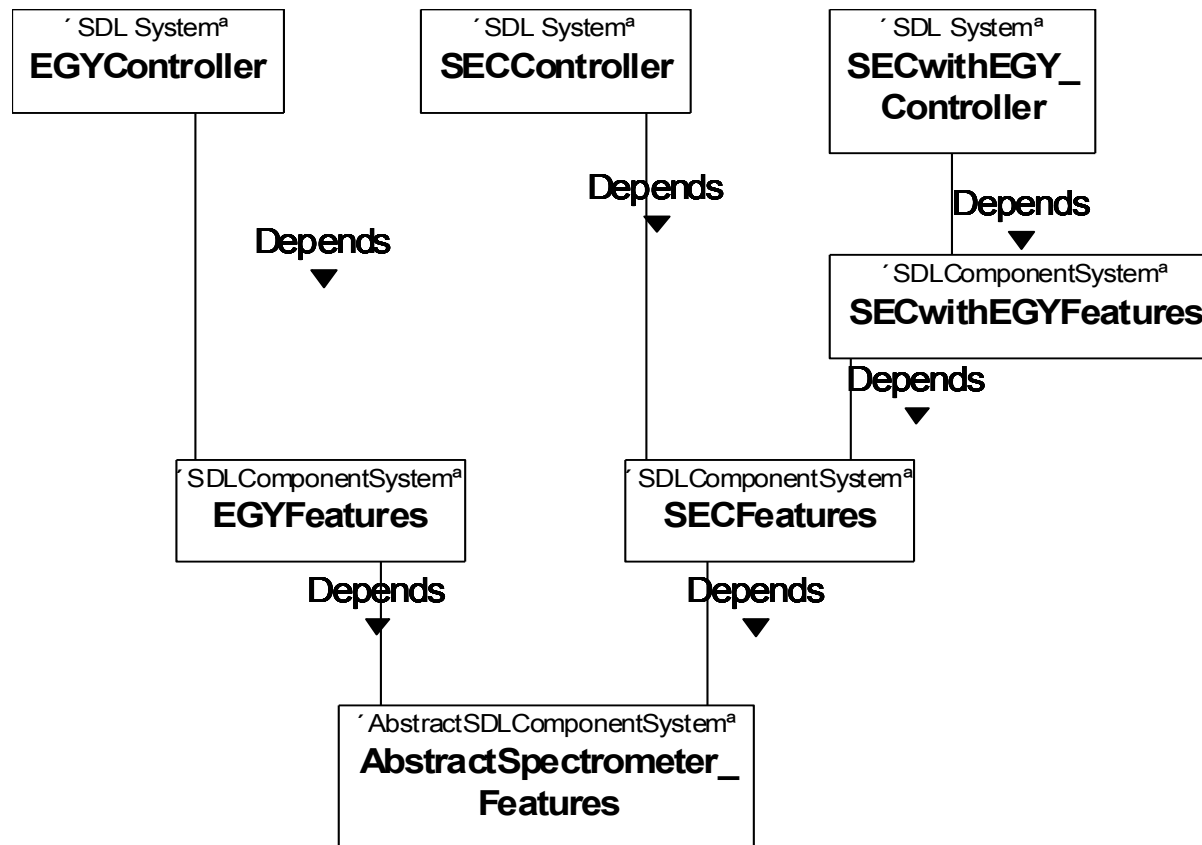 ´SDL Systemª
EGYController
´SDL Systemª
SECController
´SDL Systemª
SECwithEGY_
Controller
Depends
Depends
Depends
´SDLComponentSystemª
SECwithEGYFeatures
Depends
´SDLComponentSystemª
EGYFeatures
´SDLComponentSystemª
SECFeatures
Depends
Depends
´AbstractSDLComponentSystemª
AbstractSpectrometer_
Features